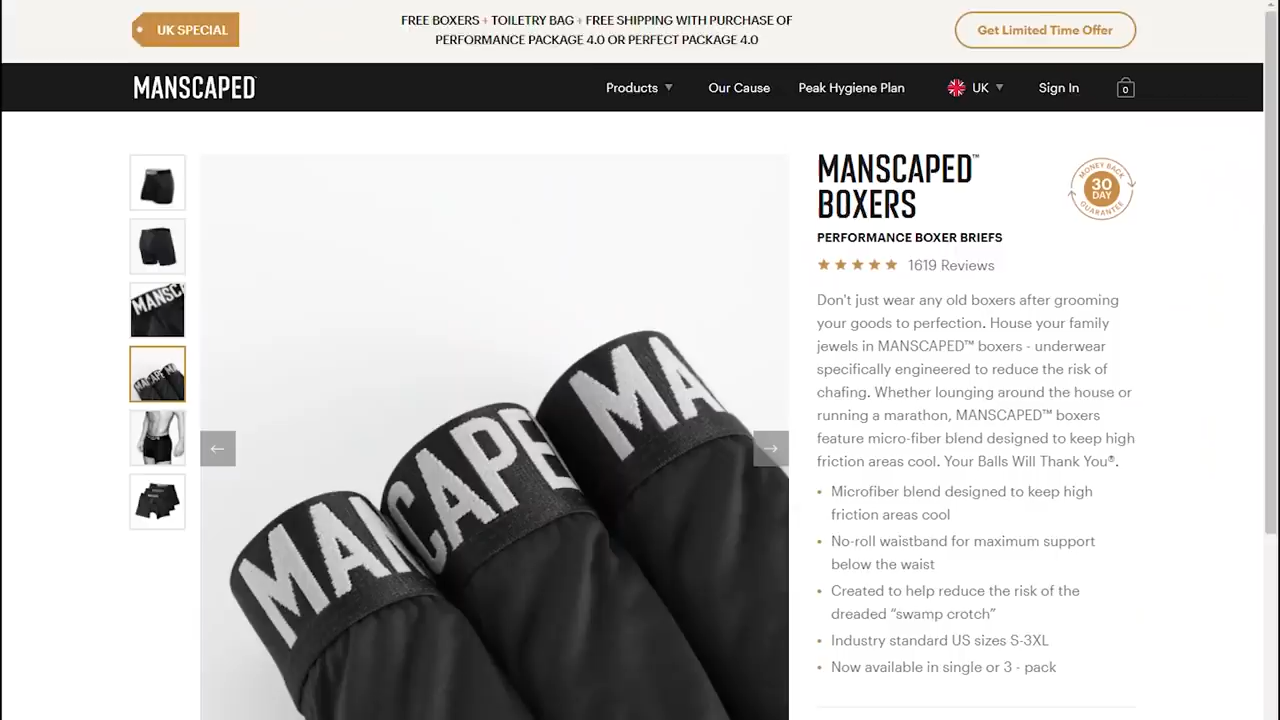 UK SPECIAL
FREE BOXERS + TOILETRY BAG + FREE SHIPPING WITH PURCHASE OF
PERFORMANCE PACKAGE 4.0 OR PERFECT PACKAGE 4.0
Get Limited Time Offer
MANSCAPED
Products
Our Cause
Peak Hygiene Plan
UK
Sign In
0
MANSC
MANSCAPED™
BOXERS
MONEY BACK
30
DAY
GUARANTEE
PERFORMANCE BOXER BRIEFS
1619 Reviews
Don't just wear any old boxers after grooming
your goods to perfection. House your family
jewels in MANSCAPED™ boxers - underwear
specifically engineered to reduce the risk of
chafing. Whether lounging around the house or
running a marathon, MANSCAPED™ boxers
feature micro-fiber blend designed to keep high
friction areas cool. Your Balls Will Thank You®.
• Microfiber blend designed to keep high
friction areas cool
• No-roll waistband for maximum support
below the waist
• Created to help reduce the risk of the
dreaded “swamp crotch”
• Industry standard US sizes S-3XL
• Now available in single or 3 - pack
MAN
CAPE
MA